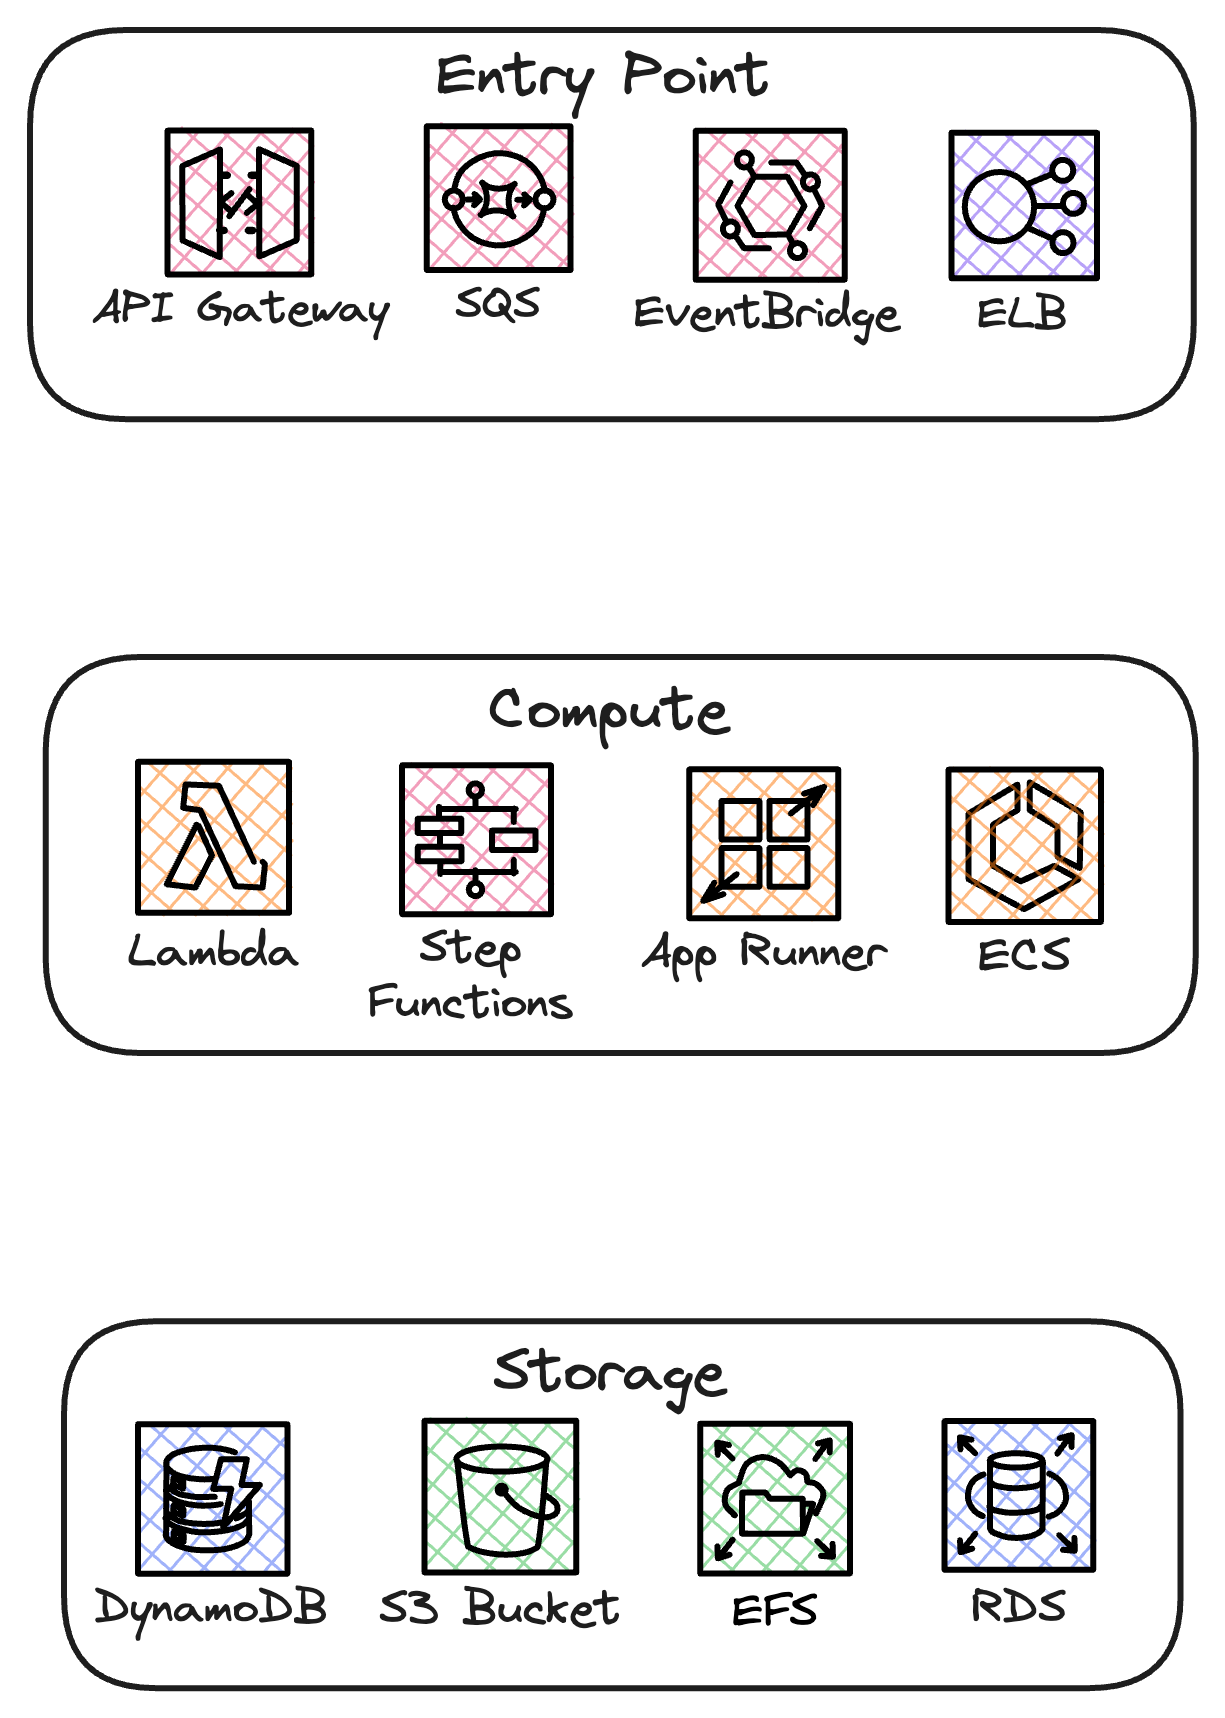 Entry Point
API Gateway
SQS
EventBridge
ELB
Compute
Lambda
Step
Functions
App Runner
ECS
Storage
DynamoDB
S3 Bucket
EFS
RDS